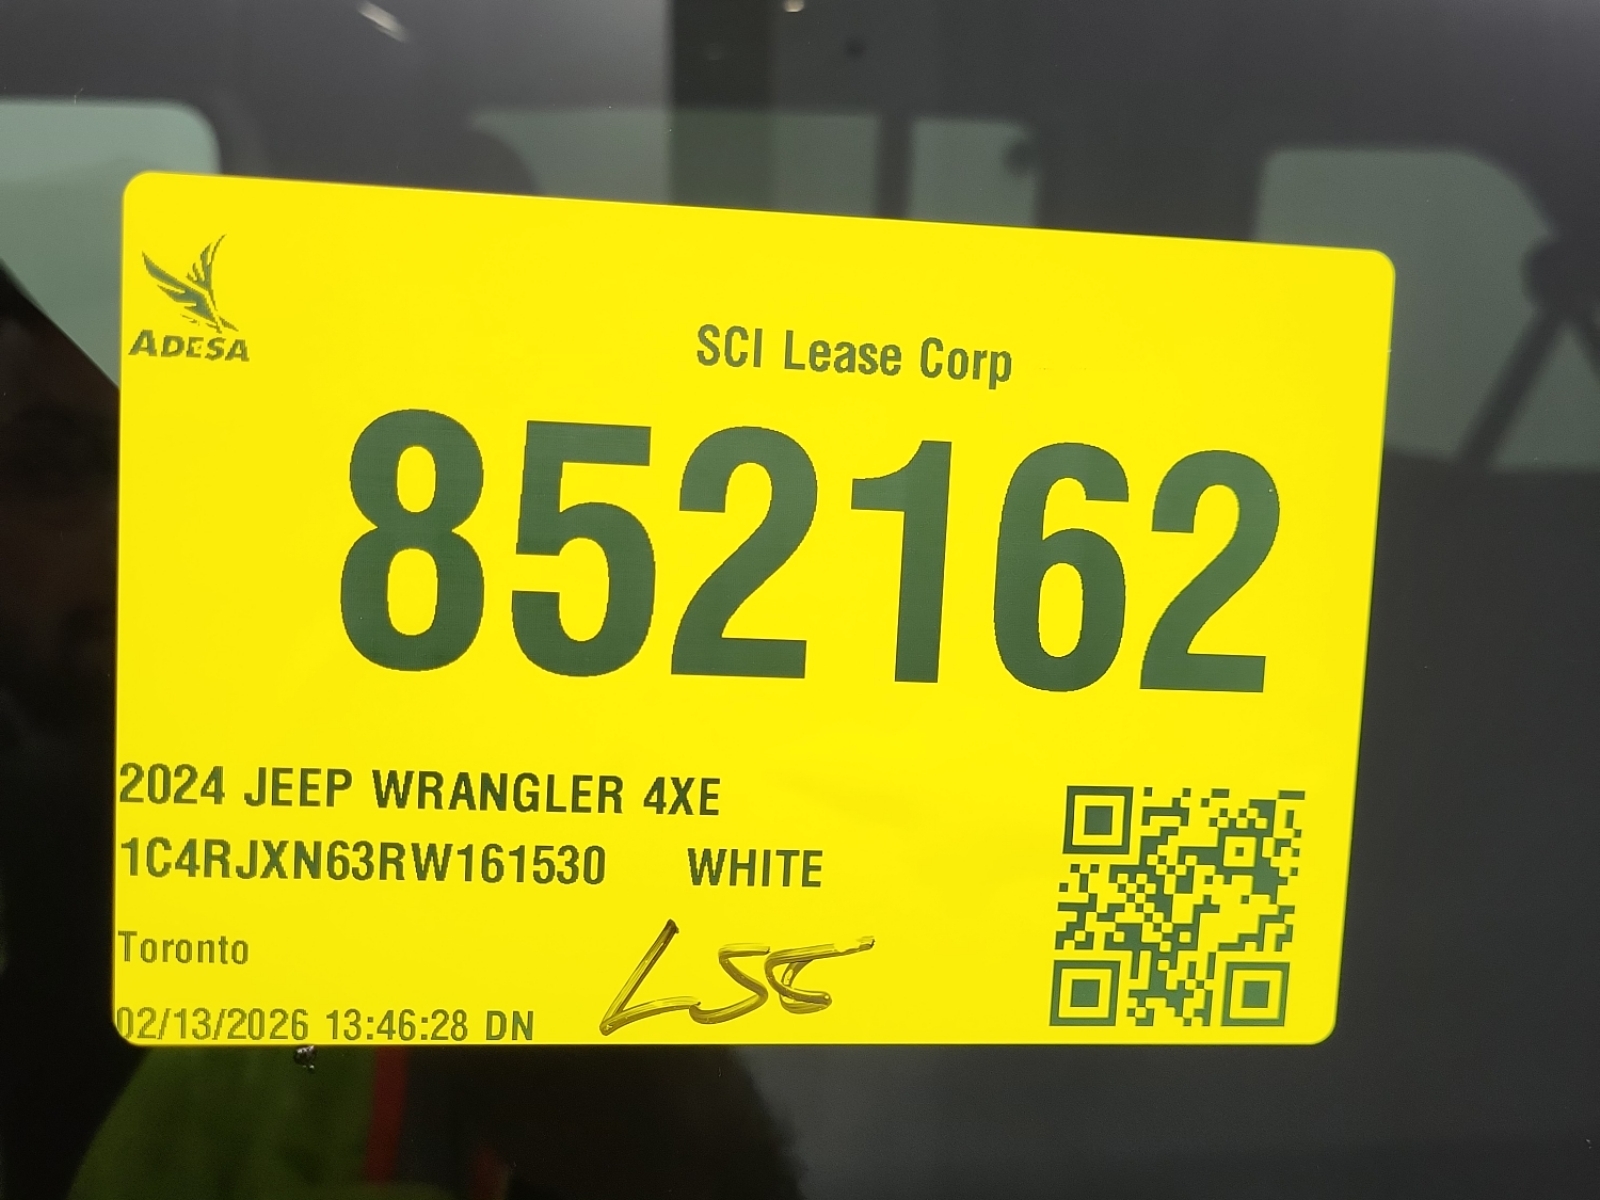 ADESA
SCI Lease Corp
852162
2024 JEEP WRANGLER 4XE
1C4RJXN63RW161530 WHITE
Toronto
02/13/2026 13:46:28 DN